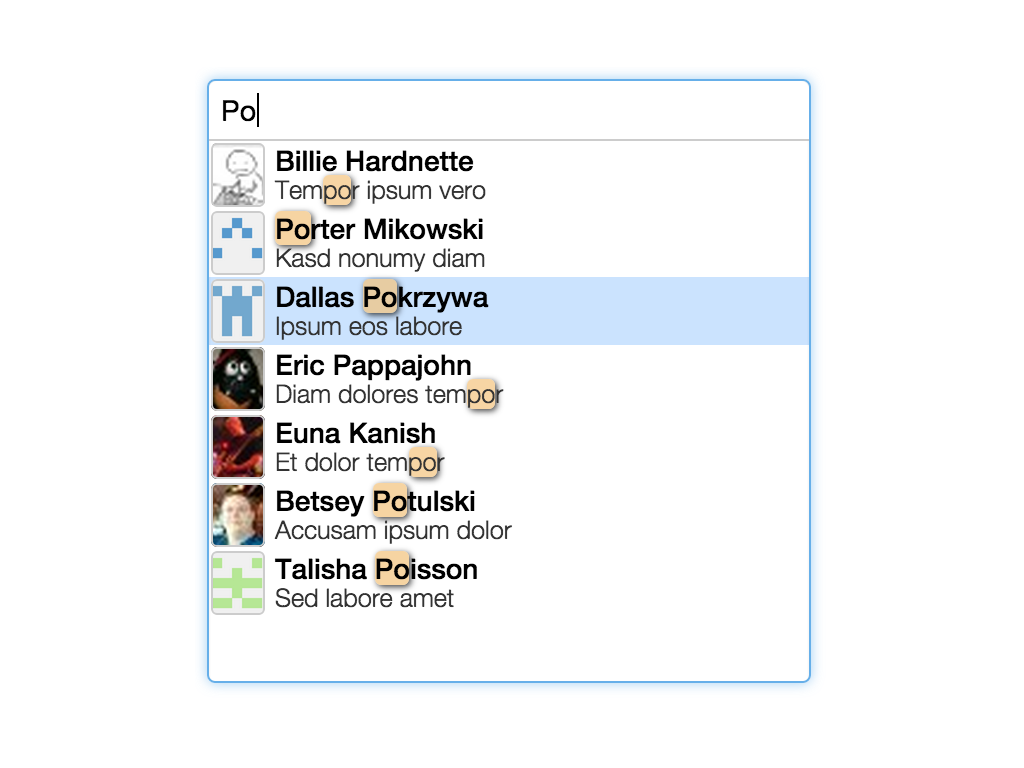 Po
Billie Hardnette
Tempor ipsum vero
Porter Mikowski
Kasd nonumy diam
Dallas Pokrzywa
Ipsum eos labore
Eric Pappajohn
Diam dolores tempor
Euna Kanish
Et dolor tempor
Betsey Potulski
Accusam ipsum dolor
Talisha Poisson
Sed labore amet